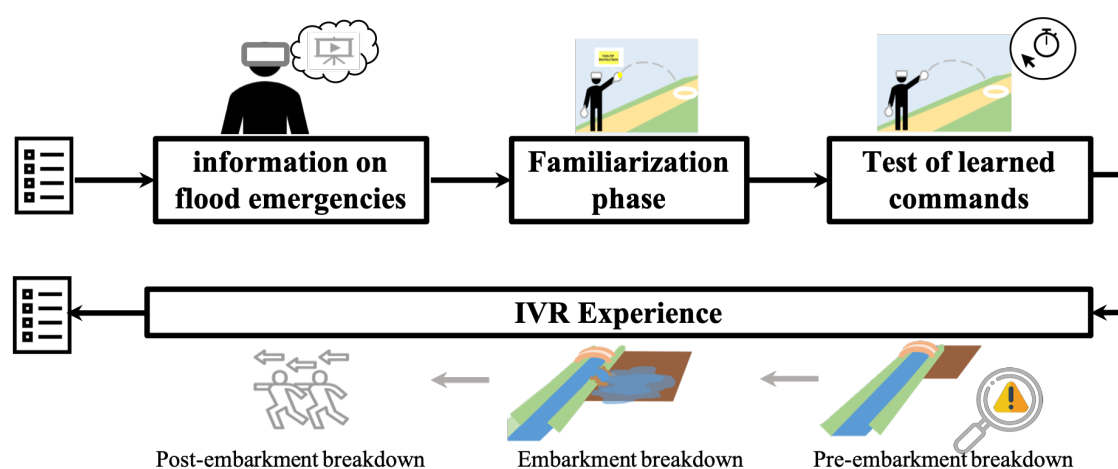 information on
flood emergencies
Familiarization
phase
Test of learned
commands
IVR Experience
Post-embarkment breakdown
Embarkment breakdown
Pre-embarkment breakdown